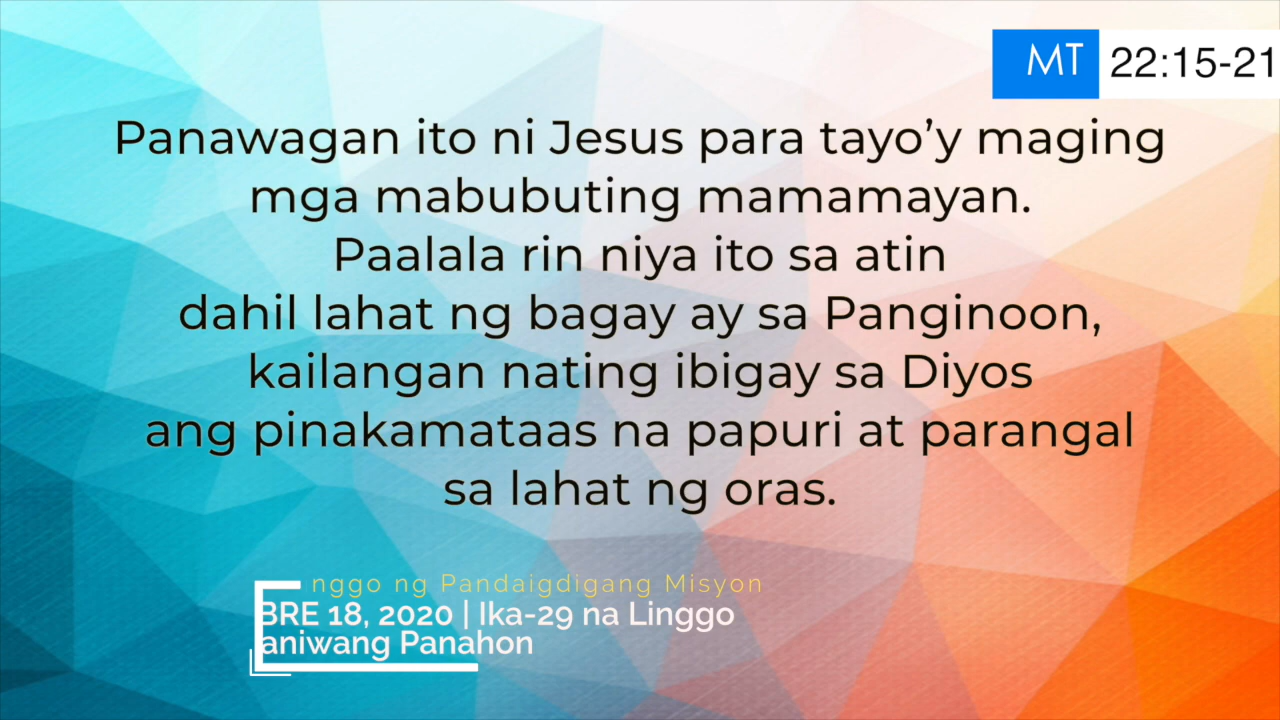 MT 22:15-21
Panawagan ito ni Jesus para tayo’y maging
mga mabubuting mamamayan.
Paalala rin niya ito sa atin
dahil lahat ng bagay ay sa Panginoon,
kailangan nating ibigay sa Diyos
ang pinakamataas na papuri at parangal
sa lahat ng oras.
nggo ng Pandaigdigang Misyon
BRE 18, 2020 | Ika-29 na Linggo
aniwang Panahon